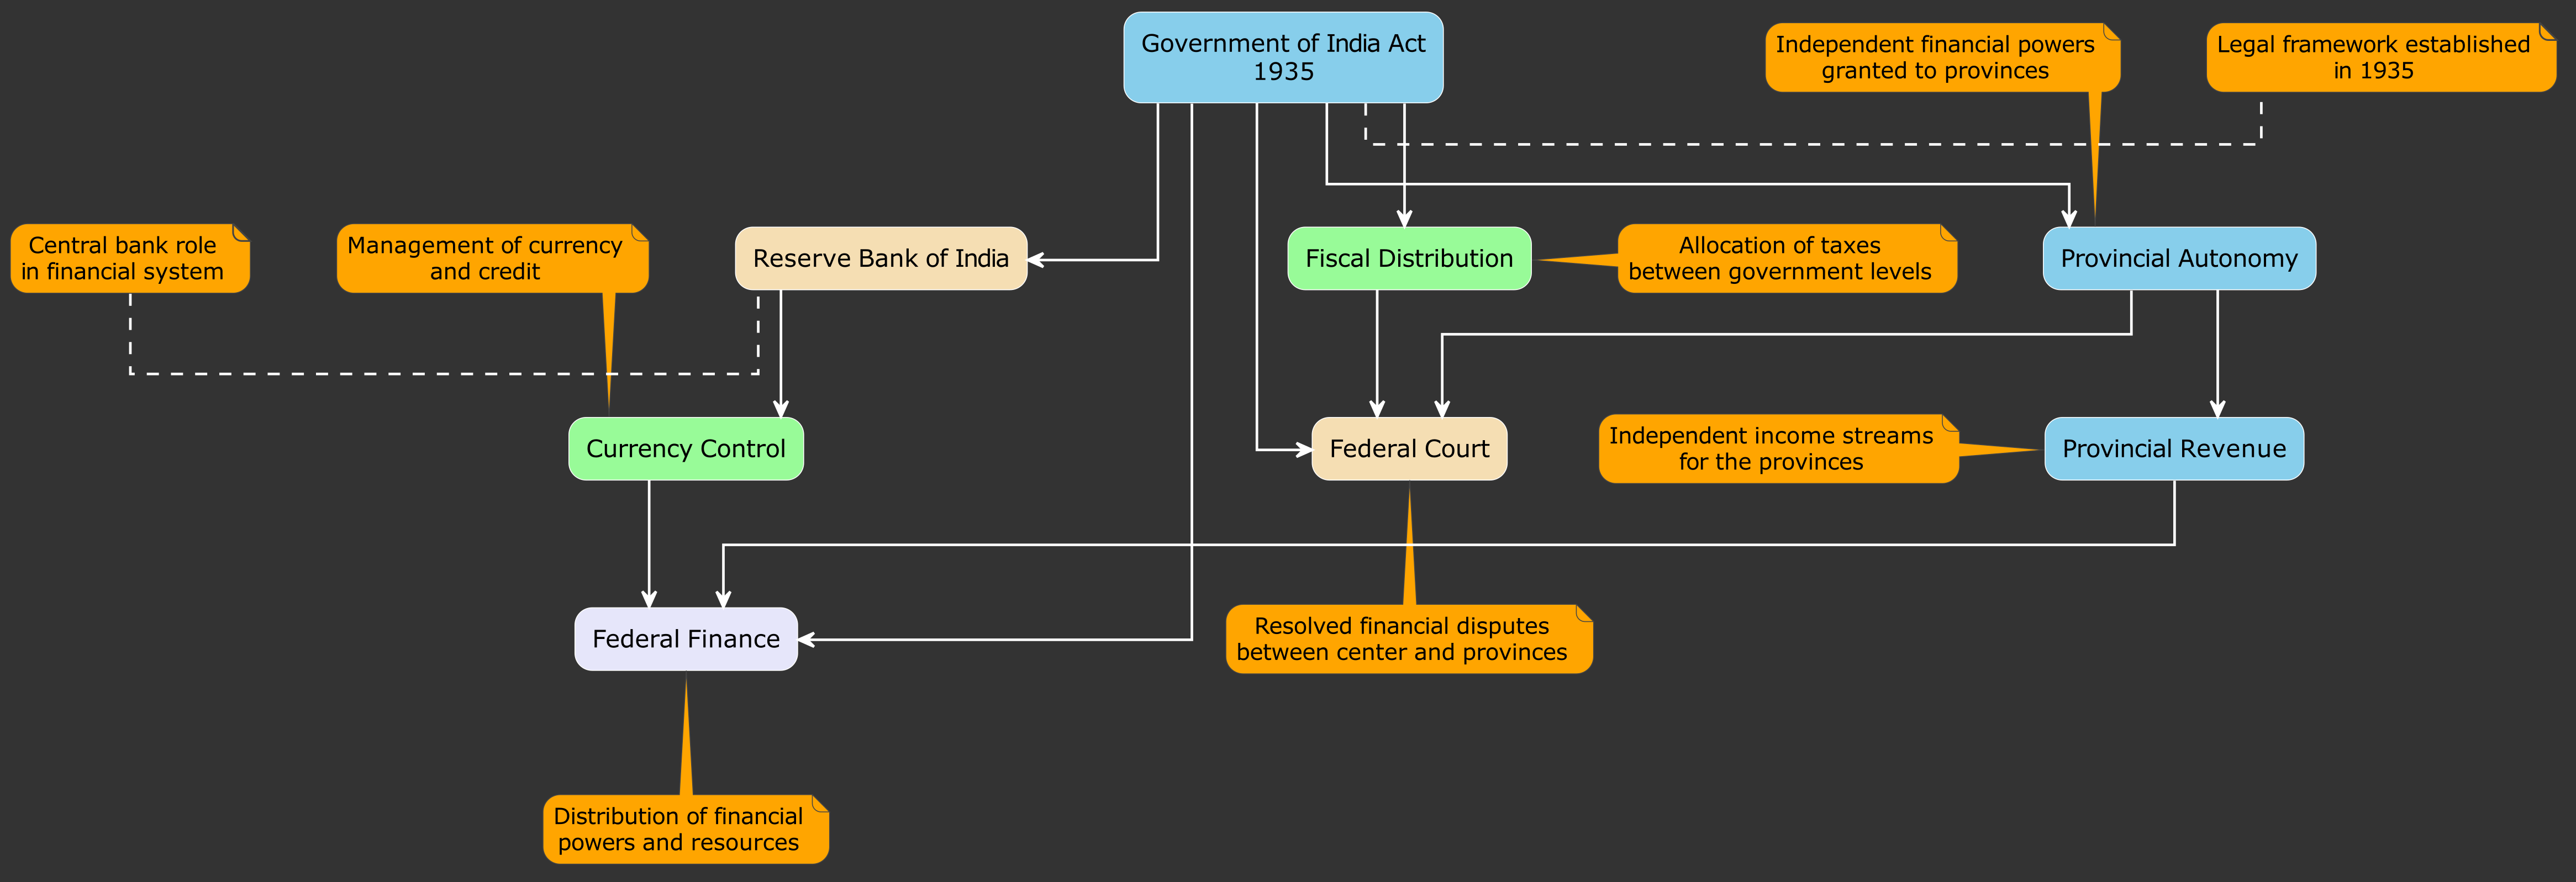 Government of India Act
1935
Independent financial powers
granted to provinces
Legal framework established
in 1935
Central bank role
in financial system
Management of currency
and credit
Reserve Bank of India
Fiscal Distribution
Allocation of taxes
between government levels
Provincial Autonomy
Currency Control
Federal Court
Independent income streams
for the provinces
Provincial Revenue
Federal Finance
Resolved financial disputes
between center and provinces
Distribution of financial
powers and resources